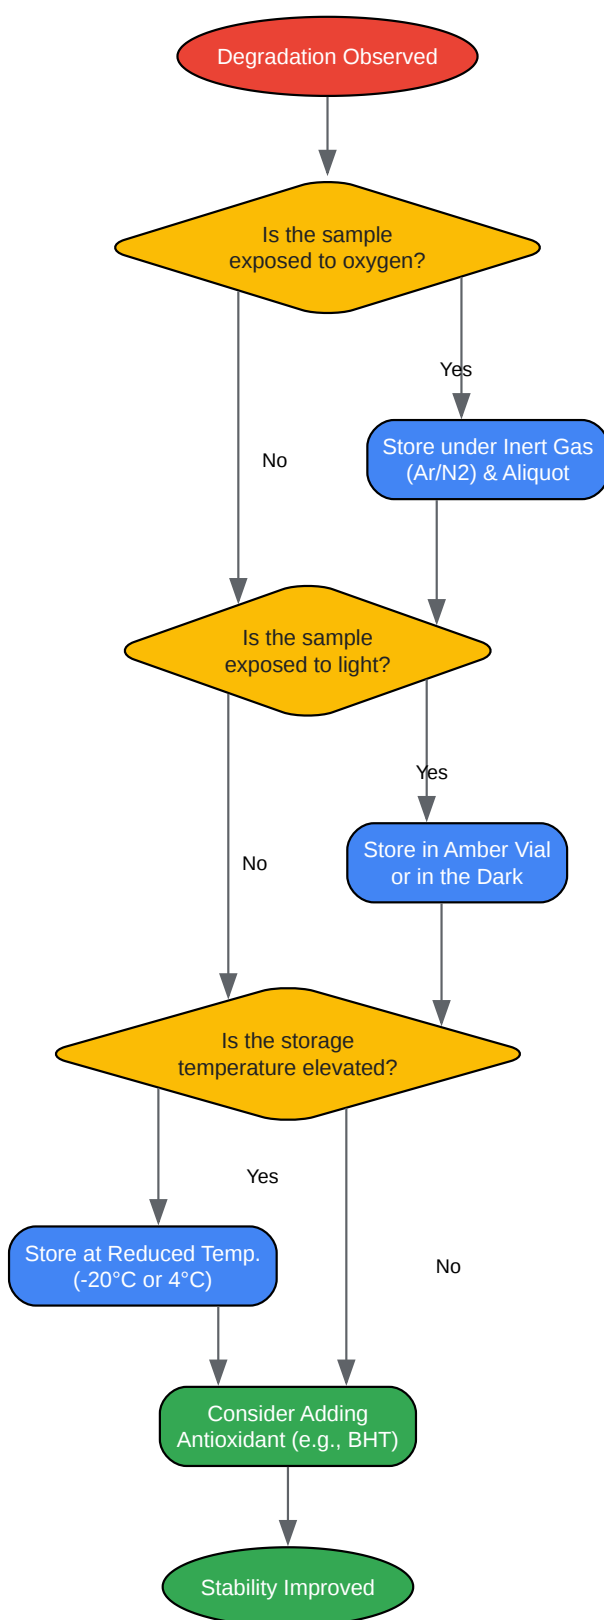 Degradation Observed
Is the sample
exposed to oxygen?
Yes
Store under Inert Gas
(Ar/N2) & Aliquot
No
Is the sample
exposed to light?
Yes
Store in Amber Vial
or in the Dark
No
Is the storage
temperature elevated?
Yes
Store at Reduced Temp.
(-20°C or 4°C)
No
Consider Adding
Antioxidant (e.g., BHT)
Stability Improved